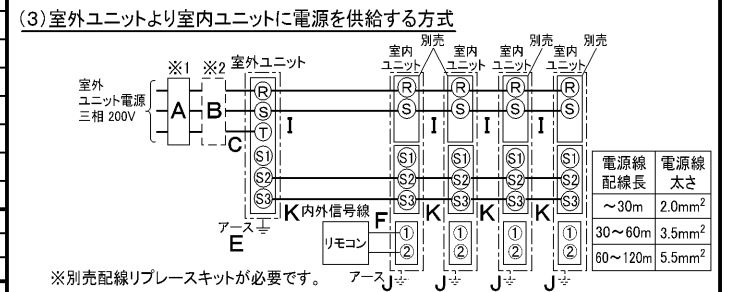 (3)室外ユニットより室内ユニットに電源を供給する方式
※1 ※2 室外ユニット
室内ユニット 別売 室内ユニット 室内ユニット 別売 室内ユニット 別売
室外
ユニット電源
三相 200V
A B C
R S T S1 S2 S3
I I I I
R S S1 S2 S3 ① ②
R S S1 S2 S3 ① ②
R S S1 S2 S3 ① ②
R S S1 S2 S3 ① ②
K 内外信号線 F K K K
アース
E
リモコン
アース J J J J
※別売配線リプレースキットが必要です。
電源線配線長 電源線太さ
～30m 2.0mm²
30～60m 3.5mm²
60～120m 5.5mm²